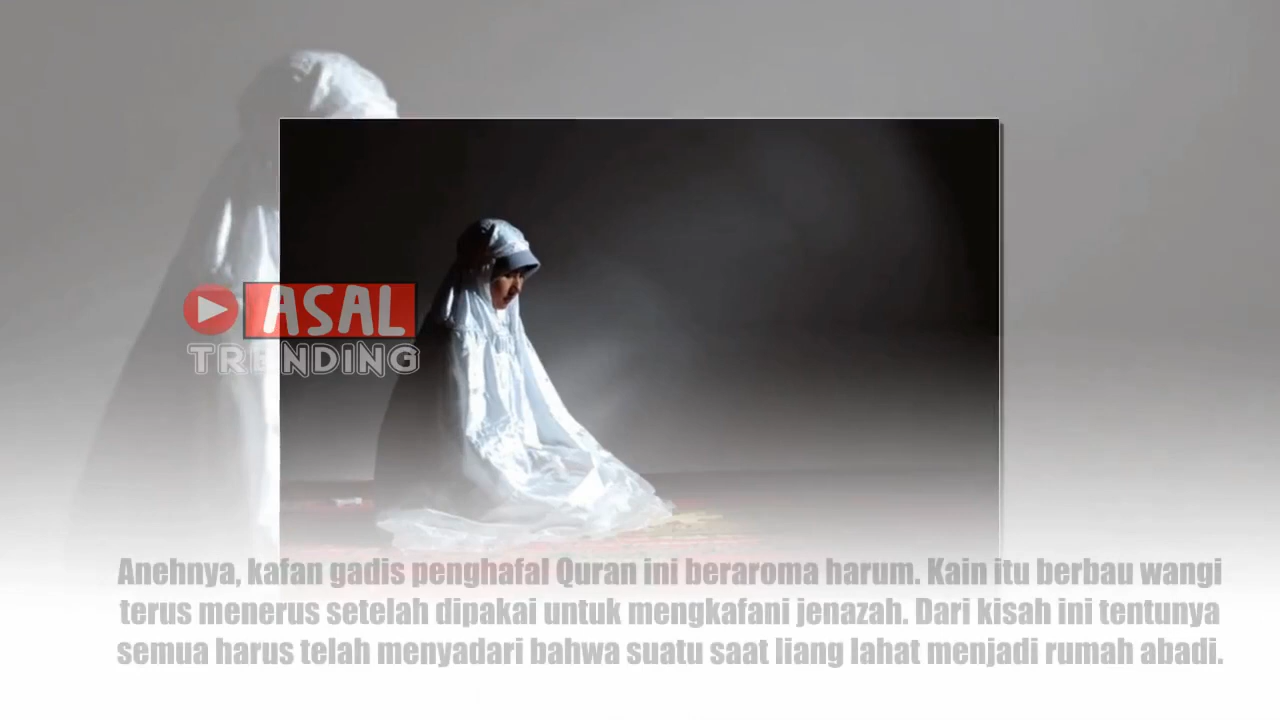 ASAL
TRENDING
Anehnya, kafan gadis penghafal Quran ini beraroma harum. Kain itu berbau wangi
terus menerus setelah dipakai untuk mengkafani jenazah. Dari kisah ini tentunya
semua harus telah menyadari bahwa suatu saat liang lahat menjadi rumah abadi.